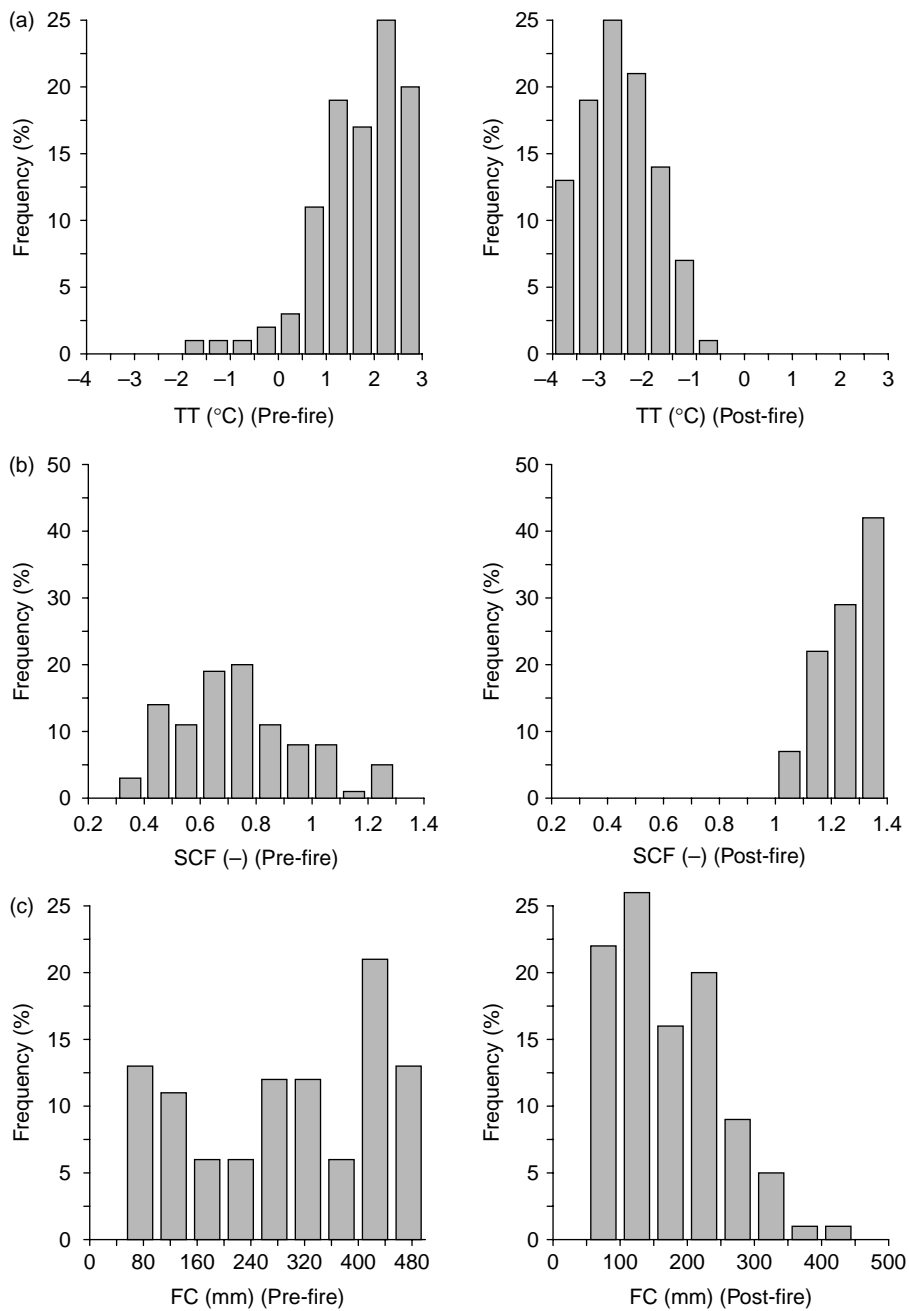 (a)
Frequency (%)
25
20
15
10
5
0
–4 –3 –2 –1 0 1 2 3
TT (°C) (Pre-fire)
Frequency (%)
25
20
15
10
5
0
–4 –3 –2 –1 0 1 2 3
TT (°C) (Post-fire)
(b)
Frequency (%)
50
40
30
20
10
0
0.2 0.4 0.6 0.8 1 1.2 1.4
SCF (–) (Pre-fire)
Frequency (%)
50
40
30
20
10
0
0.2 0.4 0.6 0.8 1 1.2 1.4
SCF (–) (Post-fire)
(c)
Frequency (%)
25
20
15
10
5
0
0 80 160 240 320 400 480
FC (mm) (Pre-fire)
Frequency (%)
25
20
15
10
5
0
0 100 200 300 400 500
FC (mm) (Post-fire)